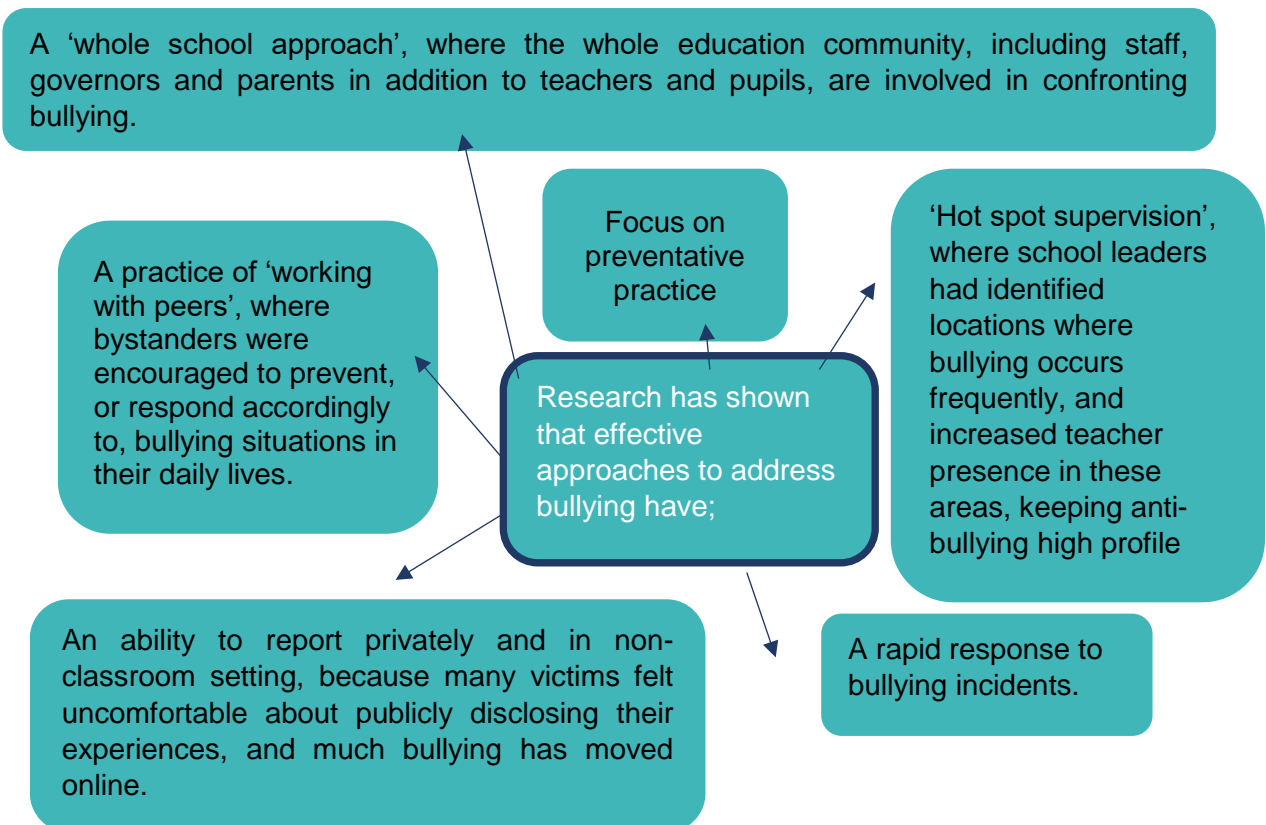 A ‘whole school approach’, where the whole education community, including staff,
governors and parents in addition to teachers and pupils, are involved in confronting
bullying.
Focus on
preventative
practice
‘Hot spot supervision’,
where school leaders
had identified
locations where
bullying occurs
frequently, and
increased teacher
presence in these
areas, keeping anti-
bullying high profile
A practice of ‘working
with peers’, where
bystanders were
encouraged to prevent,
or respond accordingly
to, bullying situations in
their daily lives.
Research has shown
that effective
approaches to address
bullying have;
An ability to report privately and in non-
classroom setting, because many victims felt
uncomfortable about publicly disclosing their
experiences, and much bullying has moved
online.
A rapid response to
bullying incidents.